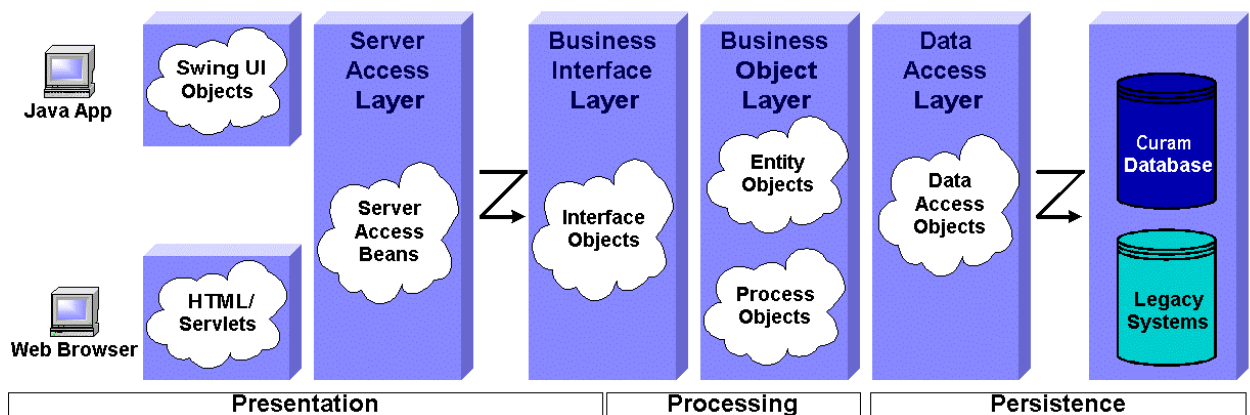 Java App
Swing UI
Objects
Server
Access
Layer
Server
Access
Beans
Business
Interface
Layer
Interface
Objects
Business
Object
Layer
Entity
Objects
Process
Objects
Data
Access
Layer
Data
Access
Objects
Curam
Database
Legacy
Systems
Web Browser
HTML/
Servlets
Presentation
Processing
Persistence